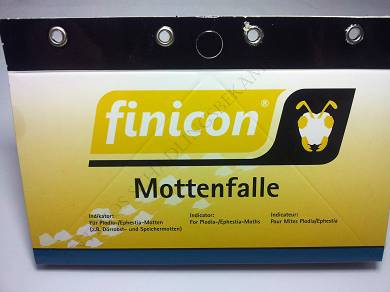 finicon®
Mottenfalle
Indikator:
Für Plodia-/Ephestia-Motten
(z.B. Dörrobst- und Speichermotten)
Indicator:
For Plodia-/Ephestia-Moths
Indicateur:
Pour Mites Plodia/Ephestia